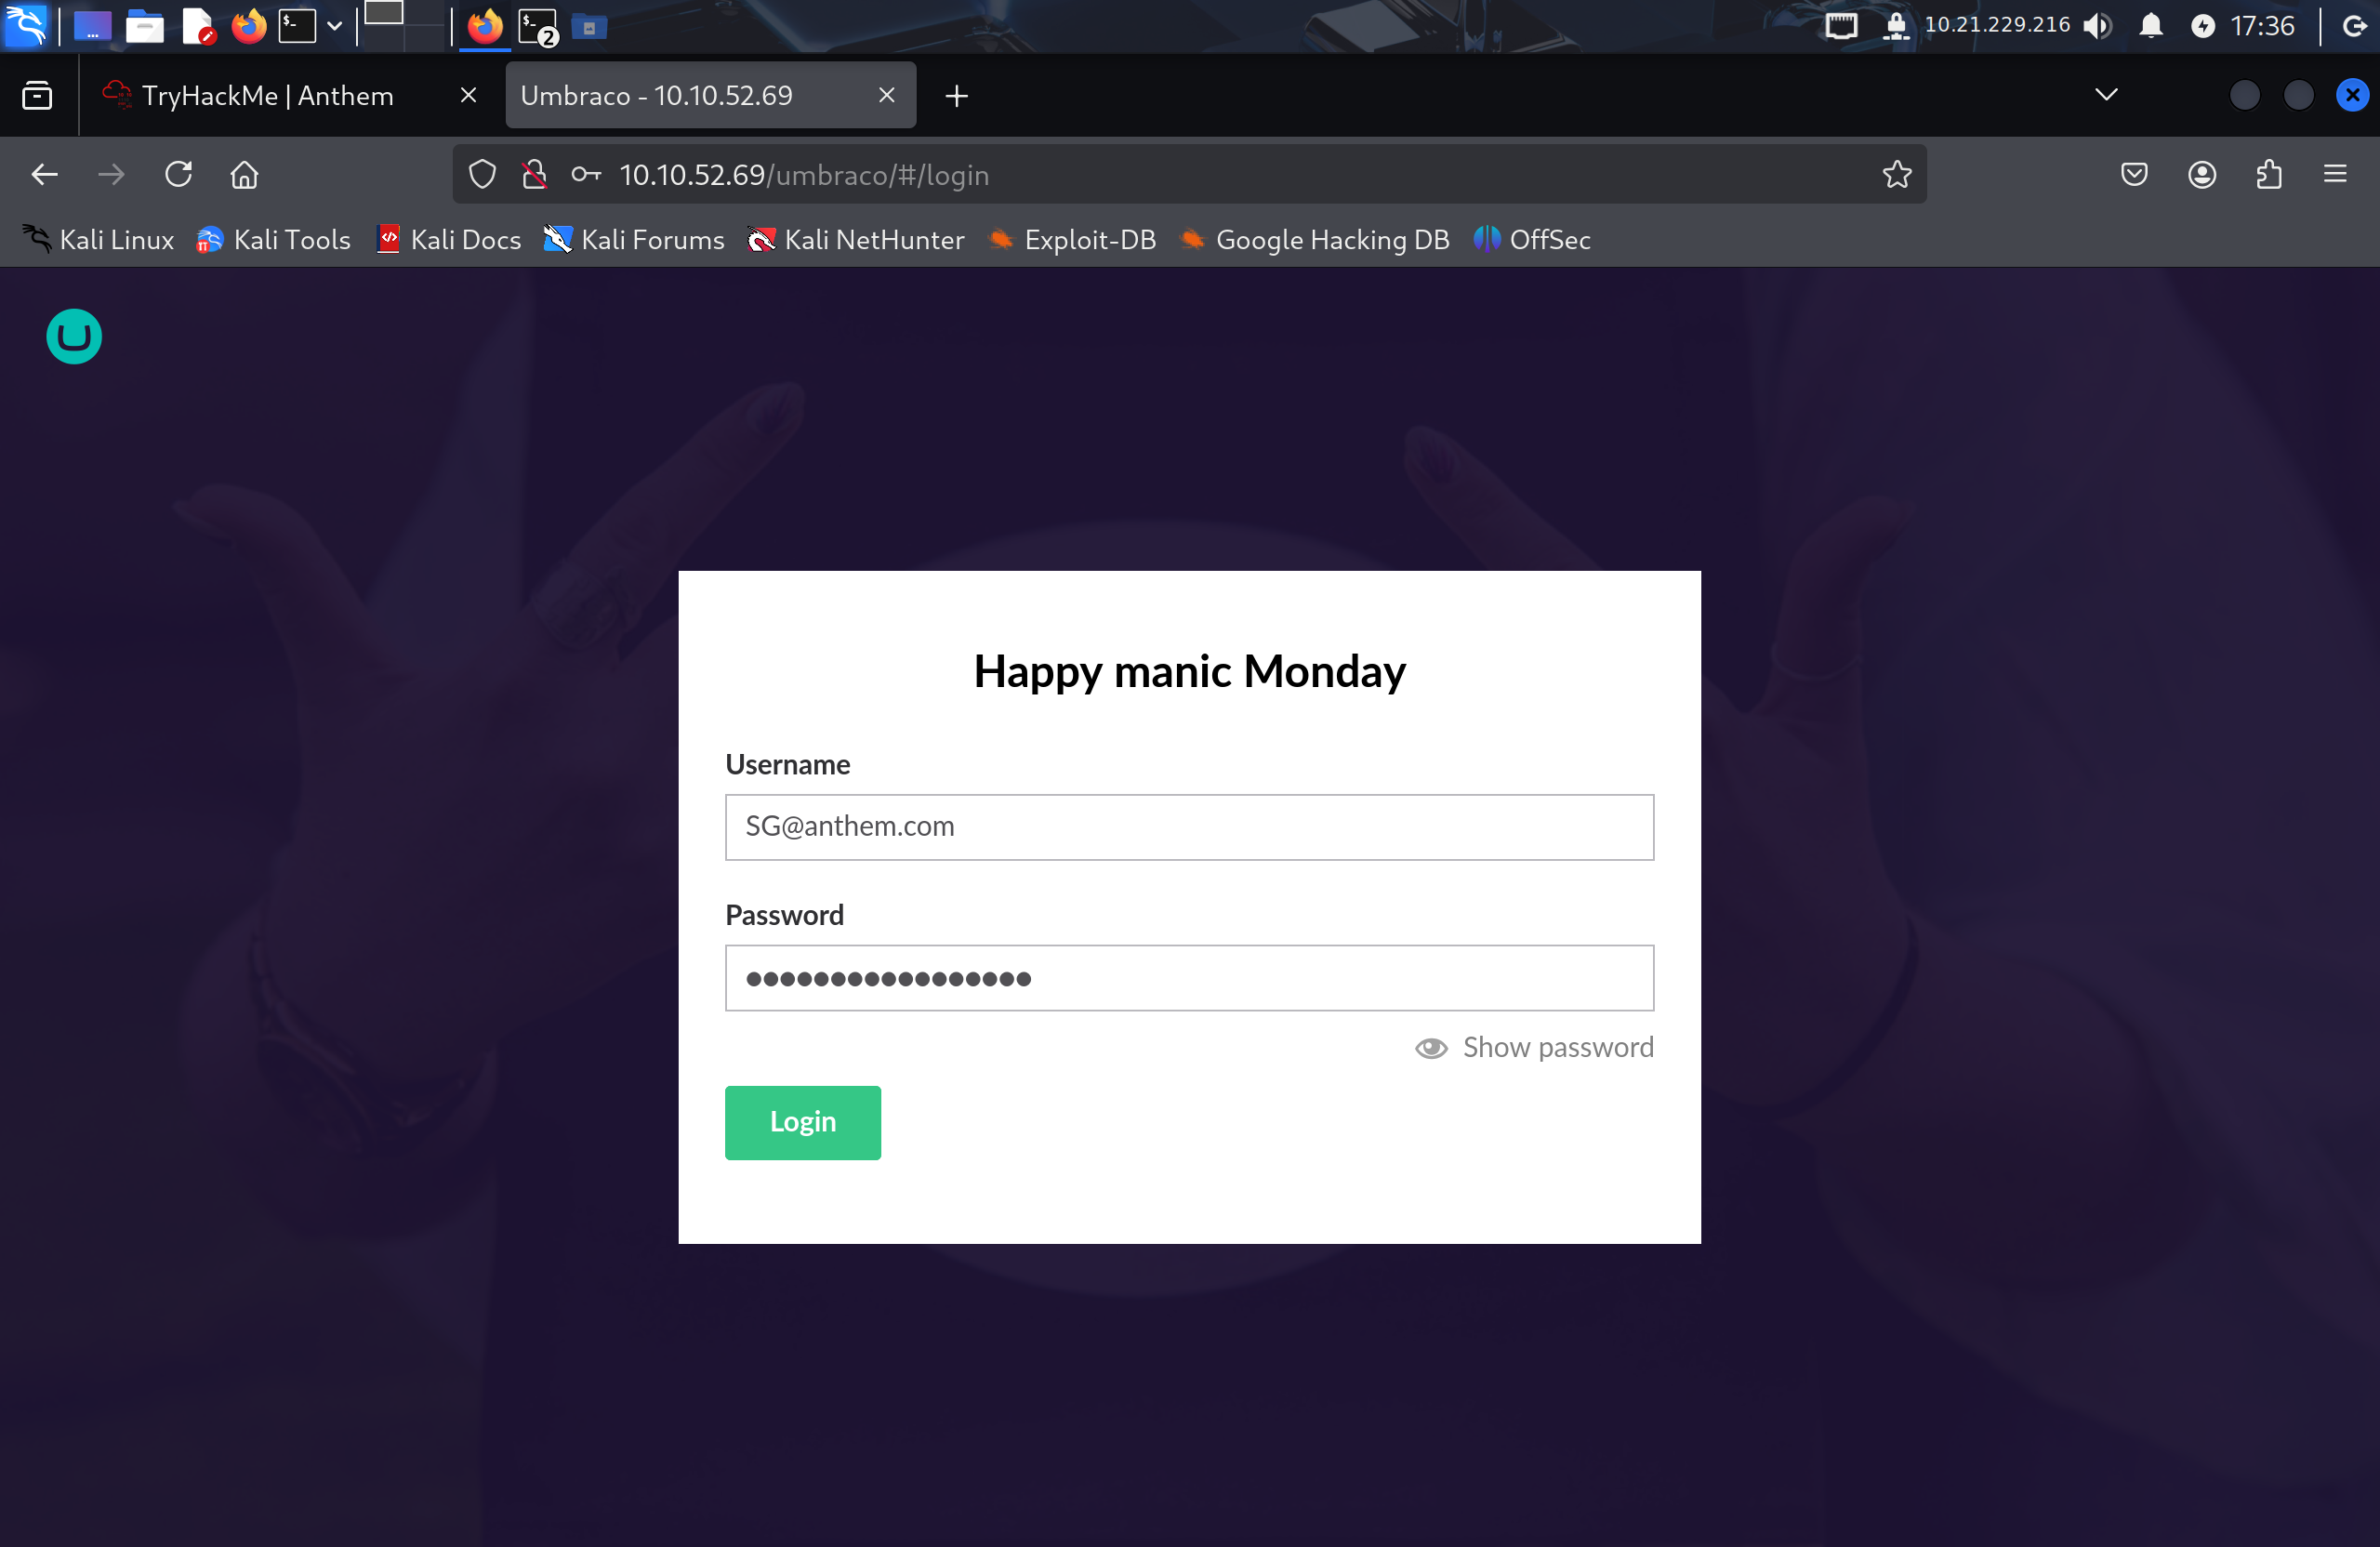 10.21.229.216 17:36
TryHackMe | Anthem Umbraco - 10.10.52.69
10.10.52.69/umbraco/#/login
Kali Linux Kali Tools Kali Docs Kali Forums Kali NetHunter Exploit-DB Google Hacking DB OffSec
Happy manic Monday
Username
SG@anthem.com
Password
●●●●●●●●●●●●●●●●●
Show password
Login